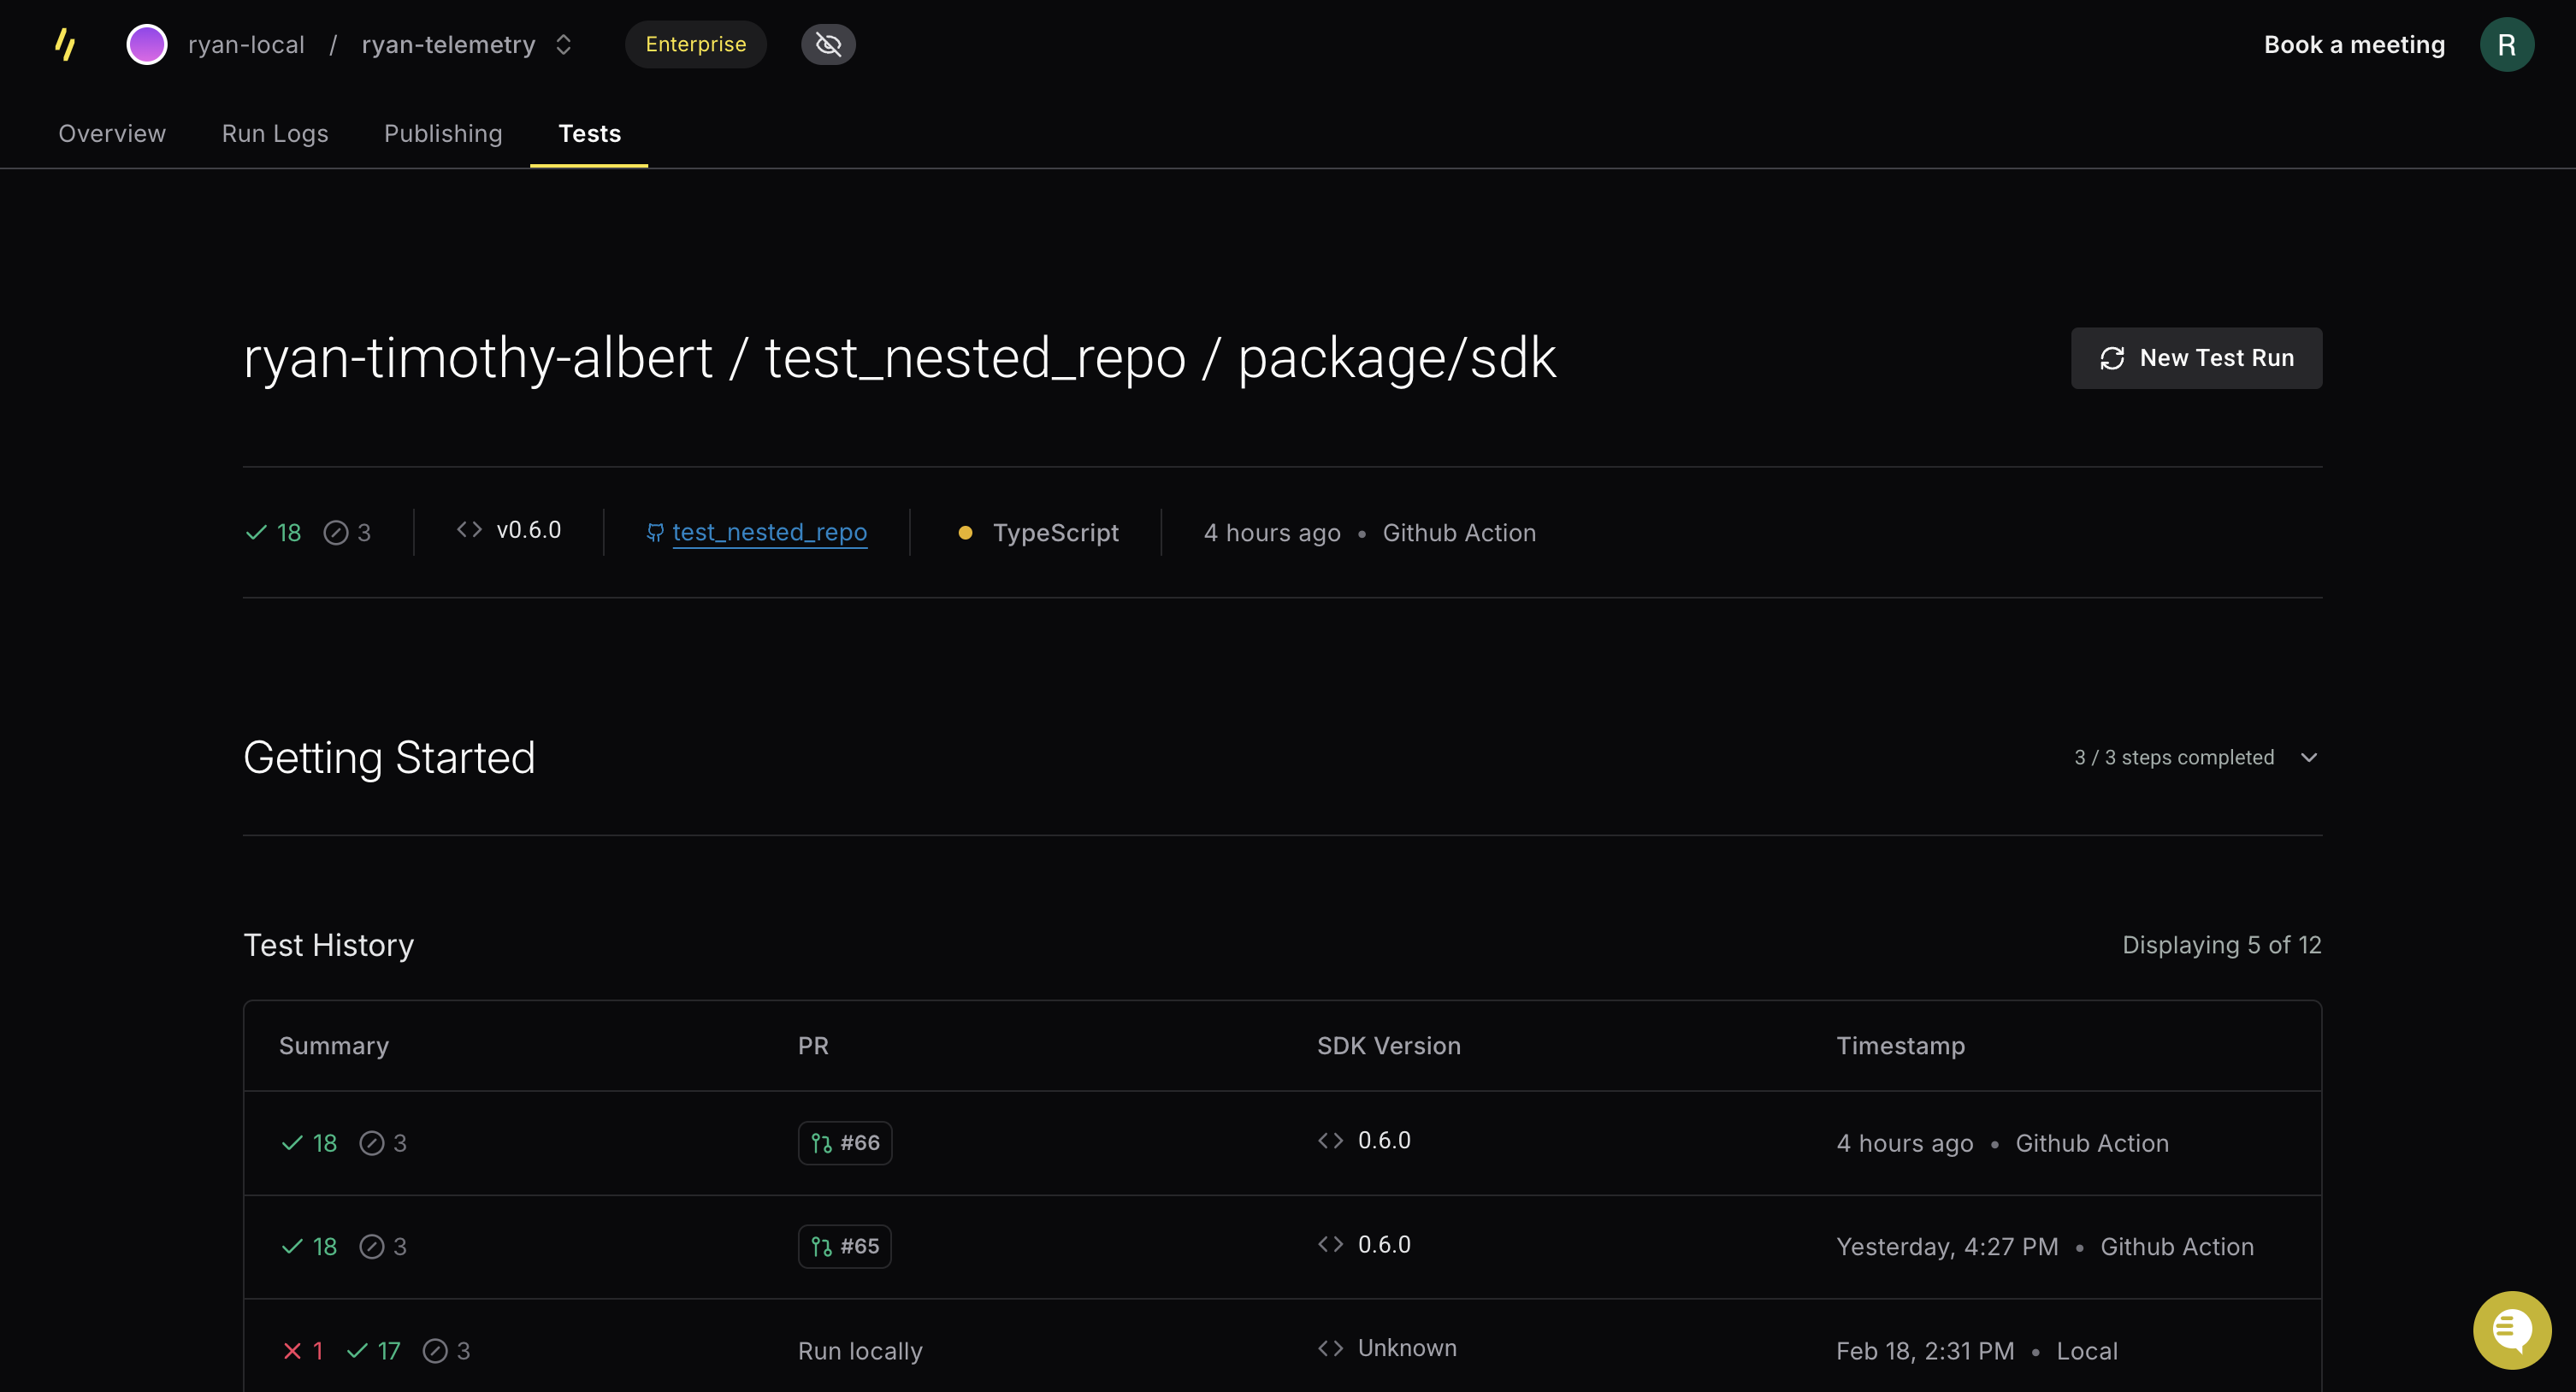 ryan-local / ryan-telemetry Enterprise Book a meeting R
Overview Run Logs Publishing Tests
ryan-timothy-albert / test_nested_repo / package/sdk New Test Run
18 3 v0.6.0 test_nested_repo TypeScript 4 hours ago • Github Action
Getting Started 3 / 3 steps completed
Test History Displaying 5 of 12
Summary PR SDK Version Timestamp
18 3 #66 0.6.0 4 hours ago • Github Action
18 3 #65 0.6.0 Yesterday, 4:27 PM • Github Action
1 17 3 Run locally Unknown Feb 18, 2:31 PM • Local